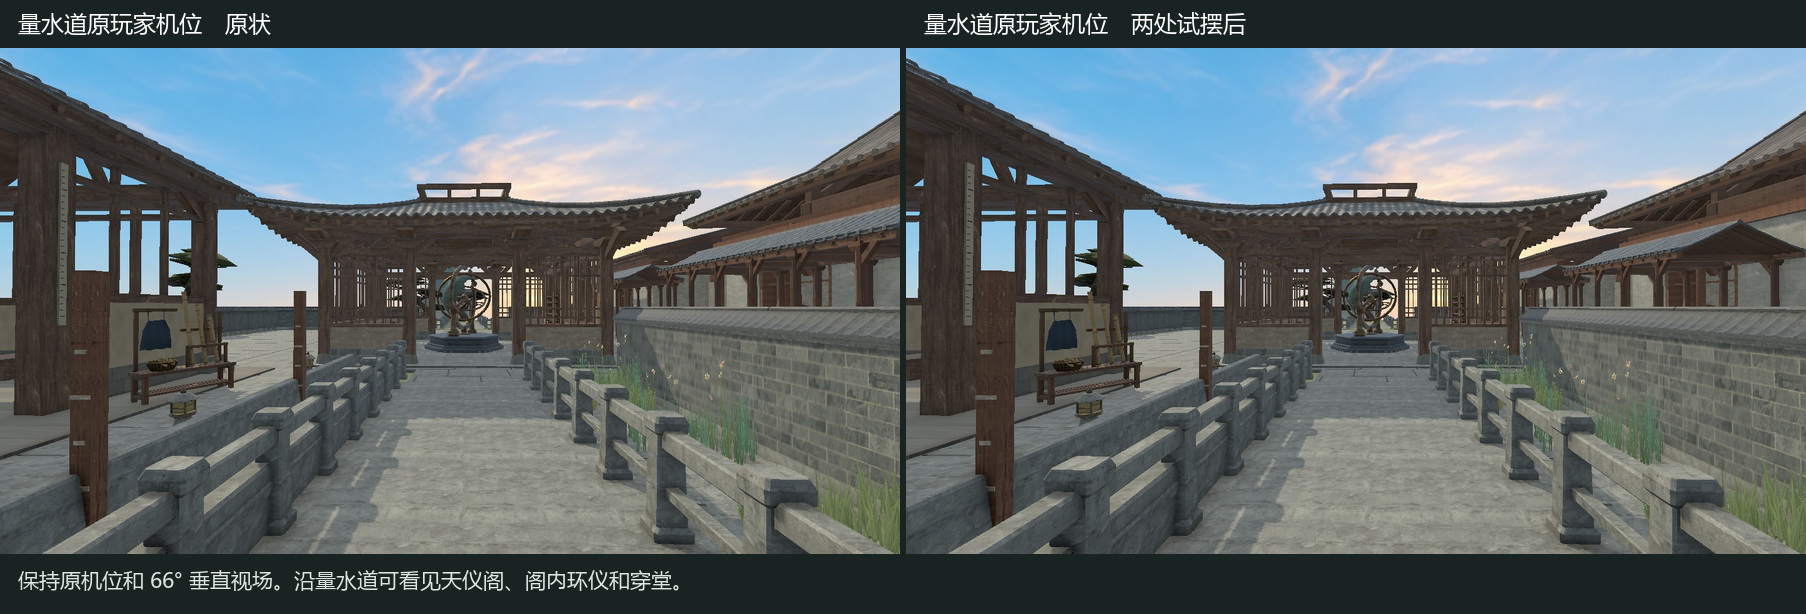 量水道原玩家机位　原状
量水道原玩家机位　两处试摆后
保持原机位和 66° 垂直视场。沿量水道可看见天仪阁、阁内环仪和穿堂。